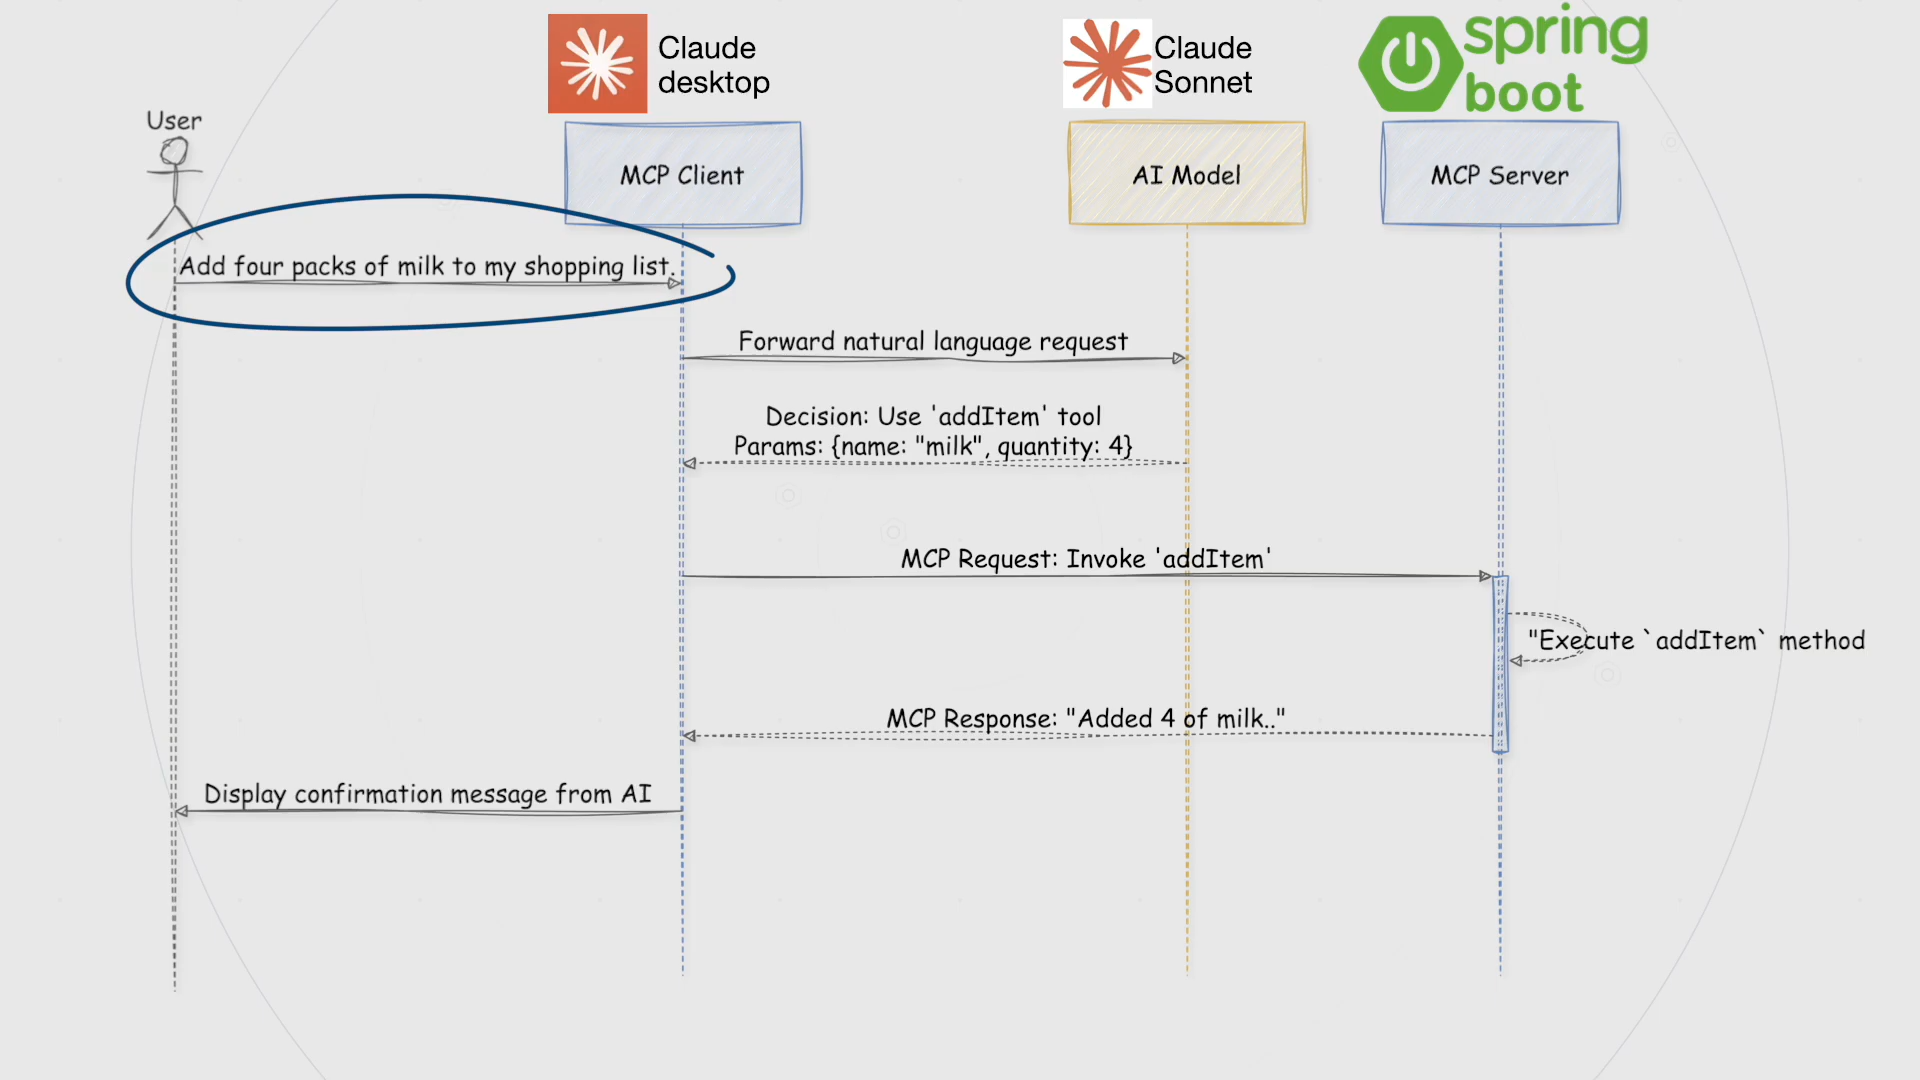 Claude
desktop
Claude
Sonnet
spring
boot
User
MCP Client
AI Model
MCP Server
Add four packs of milk to my shopping list.
Forward natural language request
Decision: Use 'addItem' tool
Params: {name: "milk", quantity: 4}
MCP Request: Invoke 'addItem'
"Execute `addItem` method
MCP Response: "Added 4 of milk.."
Display confirmation message from AI